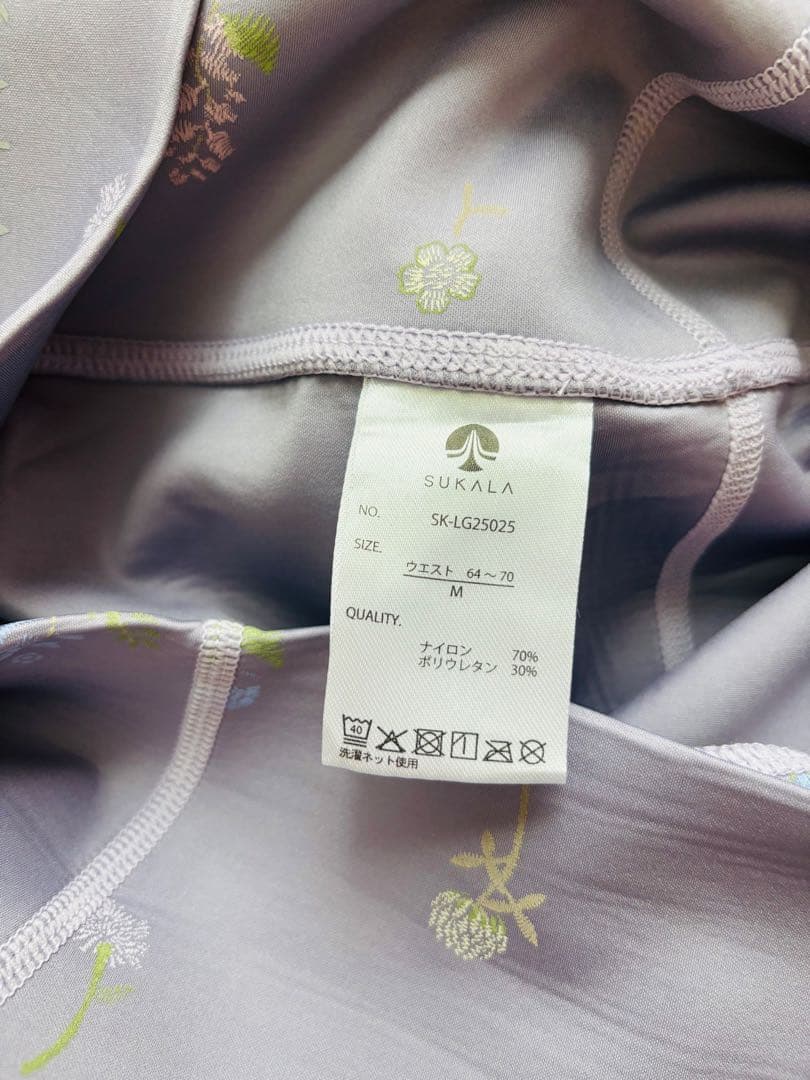 SUKALA
NO. SK-LG25025
SIZE.
ウエスト 64～70
M
QUALITY.
ナイロン 70%
ポリウレタン 30%
40
洗濯ネット使用